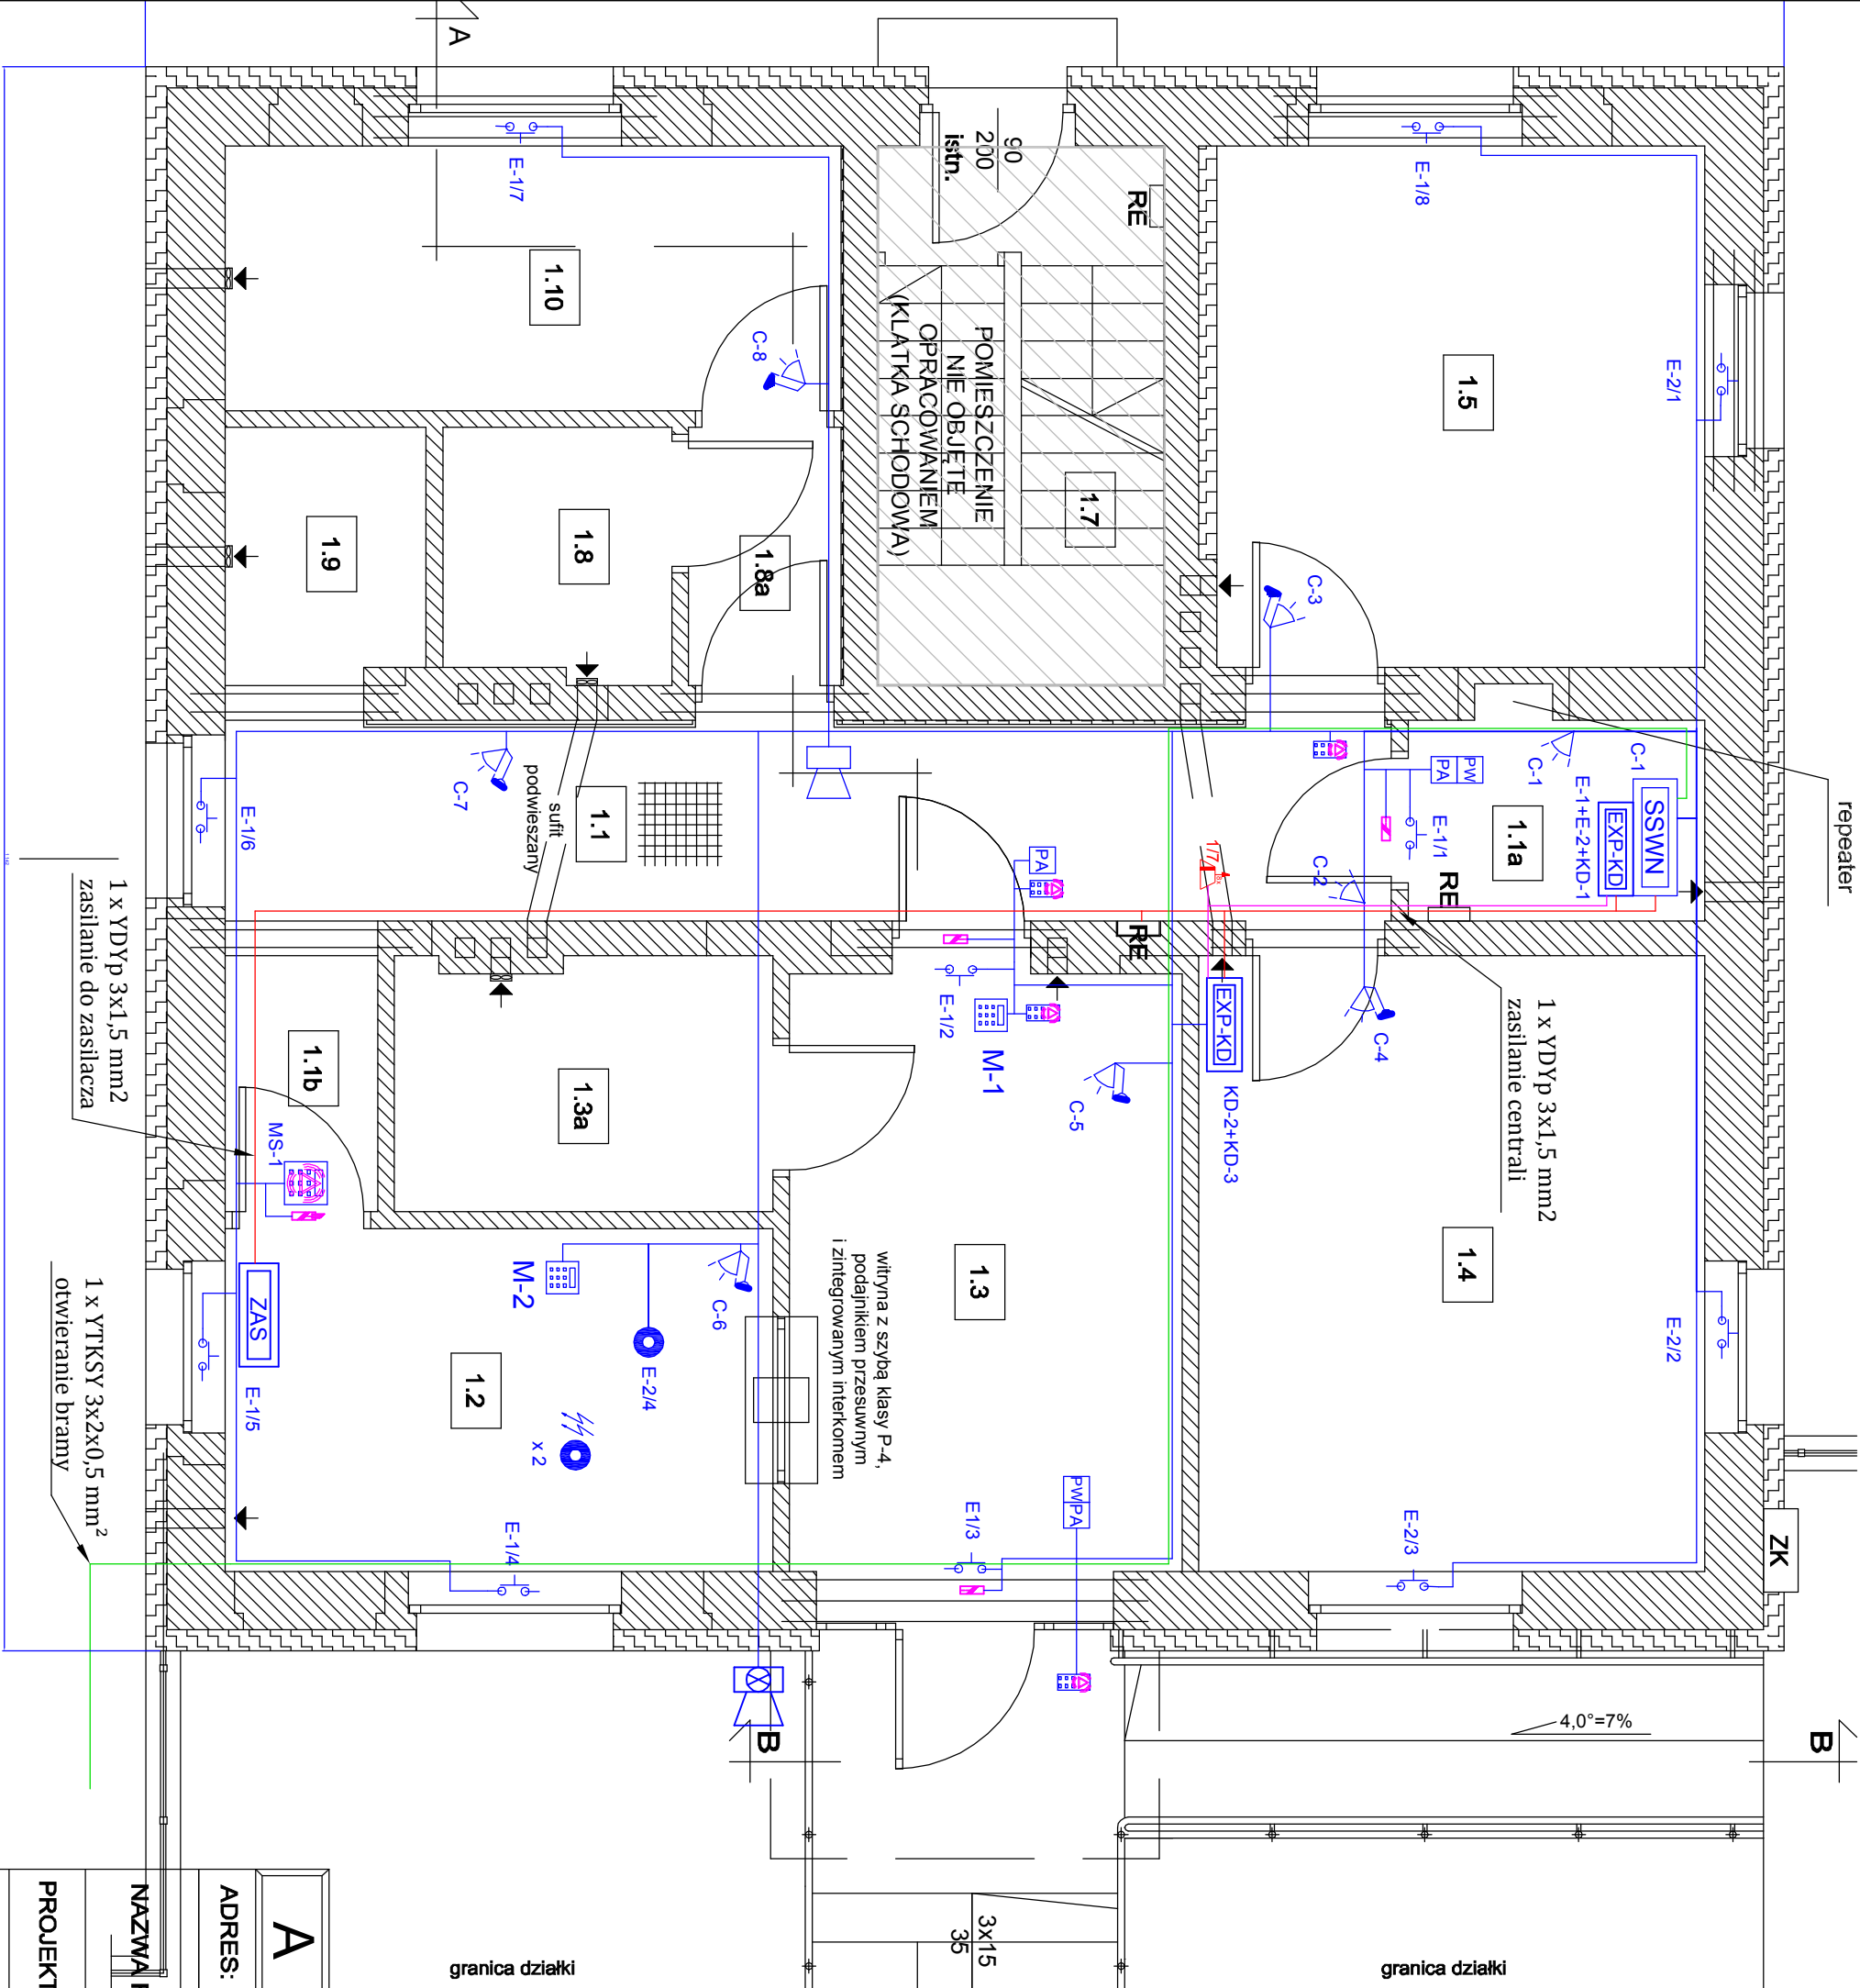 repeater
A
90
200
istn.
RE
E-1/8
E-1/7
1.10
C-8
POMIESZCZENIE
NIE OBJĘTE
OPRACOWANIEM
(KLATKA SCHODOWA)
1.7
1.5
E-2/1
1.9
1.8
1.8a
C-3
C-7
sufit
podwieszany
1.1
E-1/6
PA
PW
PA
E-1/1
C-1
C-1
E-1+E-2+KD-1
EXP-KD
SSWN
1.1a
RE
C-2
1/7
RE
1 x YDYp 3x1,5 mm2
zasilanie do zasilacza
1 x YDYp 3x1,5 mm2
zasilanie centrali
E-1/2
M-1
C-5
EXP-KD
KD-2+KD-3
C-4
1.1b
MS-1
1.3a
1.3
1.4
witryna z szybą klasy P-4,
podajnikiem przesuwnym
i zintegrowanym interkomem
M-2
C-6
E-2/4
x 2
1.2
ZAS
E-1/5
E-2/2
1 x YTKSY 3x2x0,5 mm²
otwieranie bramy
E-1/4
E1/3
PW PA
E-2/3
ZK
B
4,0°=7%
B
3x15
35
granica działki
granica działki
A
ADRES:
NAZWA
PROJEKT